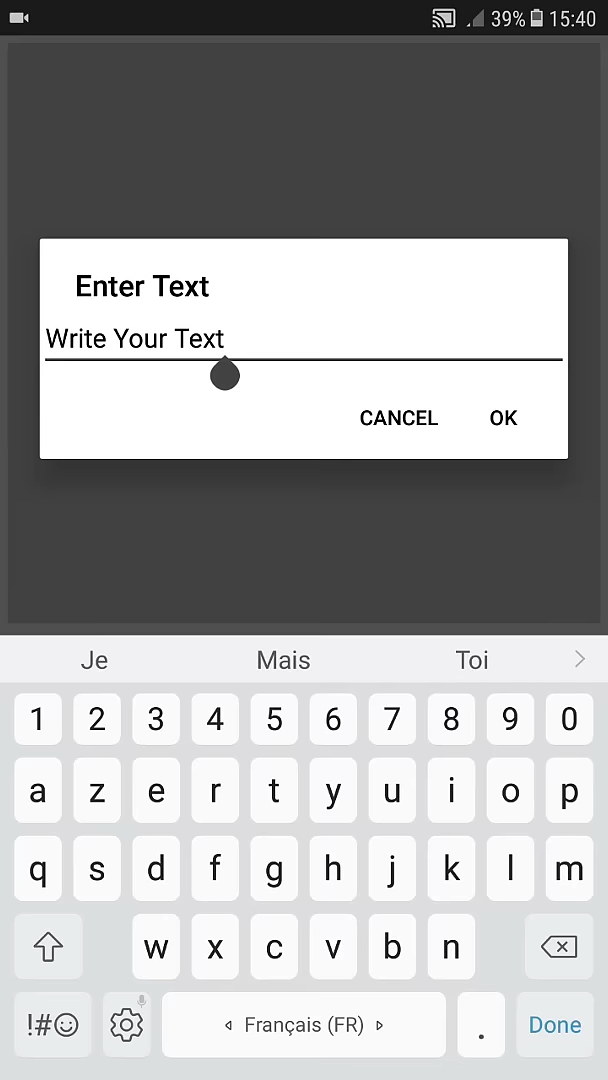 39% 15:40
Enter Text
Write Your Text
CANCEL OK
Je Mais Toi
1 2 3 4 5 6 7 8 9 0
a z e r t y u i o p
q s d f g h j k l m
w x c v b n
!#☺ Français (FR) . Done